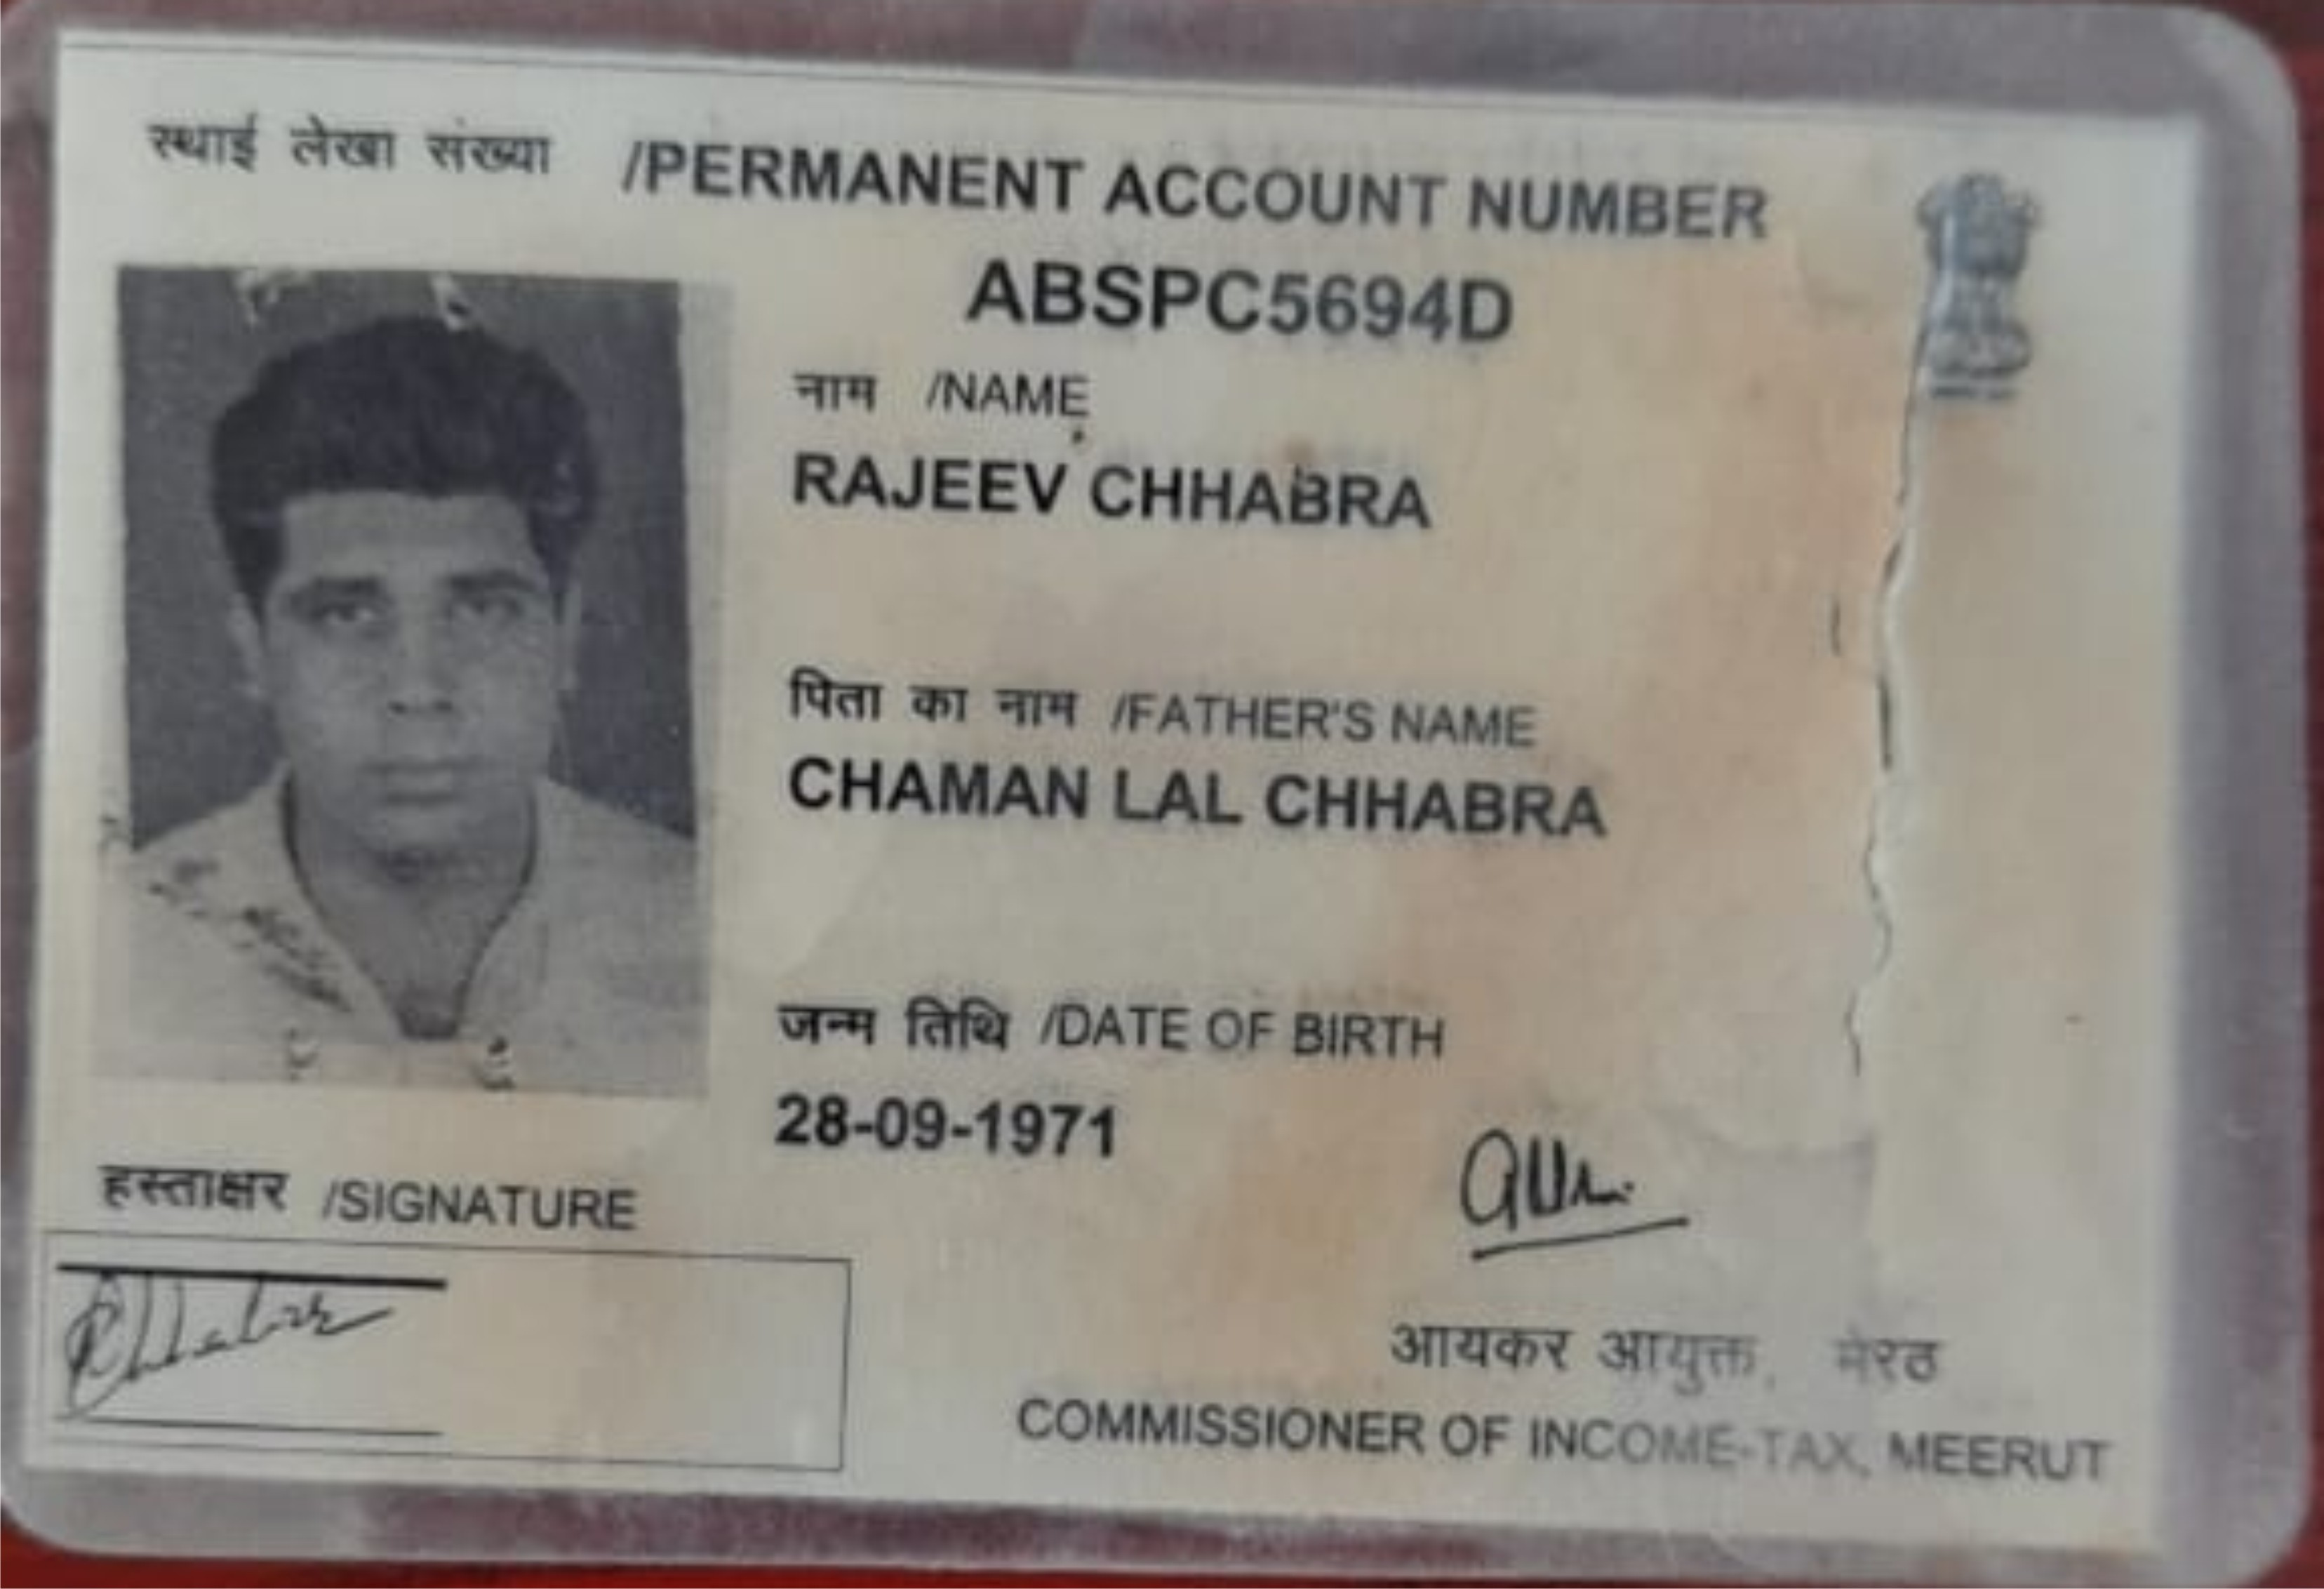 स्थाई लेखा संख्या /PERMANENT ACCOUNT NUMBER
ABSPC5694D
नाम /NAME
RAJEEV CHHABRA
पिता का नाम /FATHER'S NAME
CHAMAN LAL CHHABRA
जन्म तिथि /DATE OF BIRTH
28-09-1971
हस्ताक्षर /SIGNATURE
आयकर आयुक्त, मेरठ
COMMISSIONER OF INCOME-TAX, MEERUT